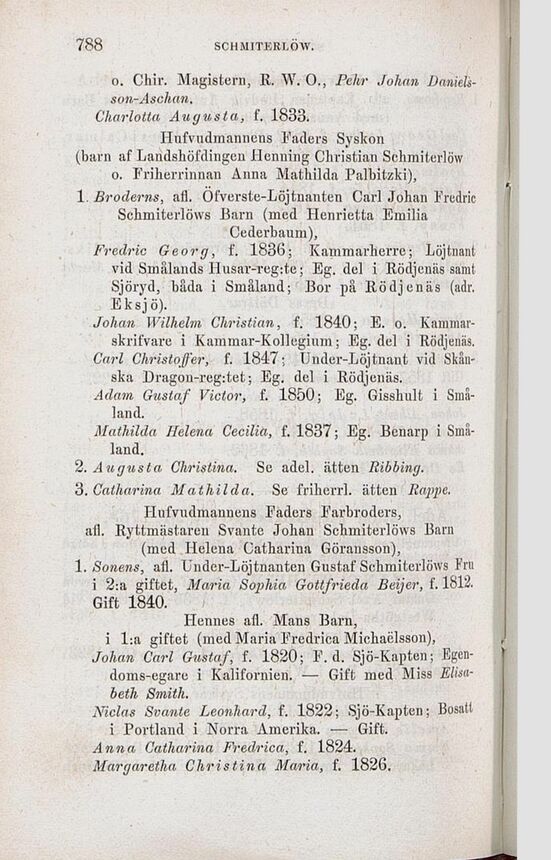 788
SCHMITERLÖW.
o. Chir. Magistern, R. W. O., Pehr Johan Daniels-
son-Aschan.
Charlotta Augusta, f. 1833.
Hufvudmannens Faders Syskon
(barn af Landshöfdingen Henning Christian Schmiterlöw
o. Friherrinnan Anna Mathilda Palbitzki),
1. Broderns, afl. Öfverste-Löjtnanten Carl Johan Fredric
Schmiterlöws Barn (med Henrietta Emilia
Cederbaum),
Fredric Georg, f. 1836; Kammarherre; Löjtnant
vid Smålands Husar-reg:te; Eg. del i Rödjenäs samt
Sjöryd, båda i Småland; Bor på Rödjenäs (adr.
Eksjö).
Johan Wilhelm Christian, f. 1840; E. o. Kammar-
skrifvare i Kammar-Kollegium; Eg. del i Rödjenäs.
Carl Christoffer, f. 1847; Under-Löjtnant vid Skån-
ska Dragon-reg:tet; Eg. del i Rödjenäs.
Adam Gustaf Victor, f. 1850; Eg. Gisshult i Små-
land.
Mathilda Helena Cecilia, f. 1837; Eg. Benarp i Små-
land.
2. Augusta Christina. Se adel. ätten Ribbing.
3. Catharina Mathilda. Se friherrl. ätten Rappe.
Hufvudmannens Faders Farbroders,
afl. Ryttmästaren Svante Johan Schmiterlöws Barn
(med Helena Catharina Göransson),
1. Sonens, afl. Under-Löjtnanten Gustaf Schmiterlöws Fru
i 2:a giftet, Maria Sophia Gottfrieda Beijer, f. 1812.
Gift 1840.
Hennes afl. Mans Barn,
i 1:a giftet (med Maria Fredrica Michaëlsson),
Johan Carl Gustaf, f. 1820; F. d. Sjö-Kapten; Egen-
doms-egare i Kalifornien. — Gift med Miss Elisa-
beth Smith.
Niclas Svante Leonhard, f. 1822; Sjö-Kapten; Bosatt
i Portland i Norra Amerika. — Gift.
Anna Catharina Fredrica, f. 1824.
Margaretha Christina Maria, f. 1826.